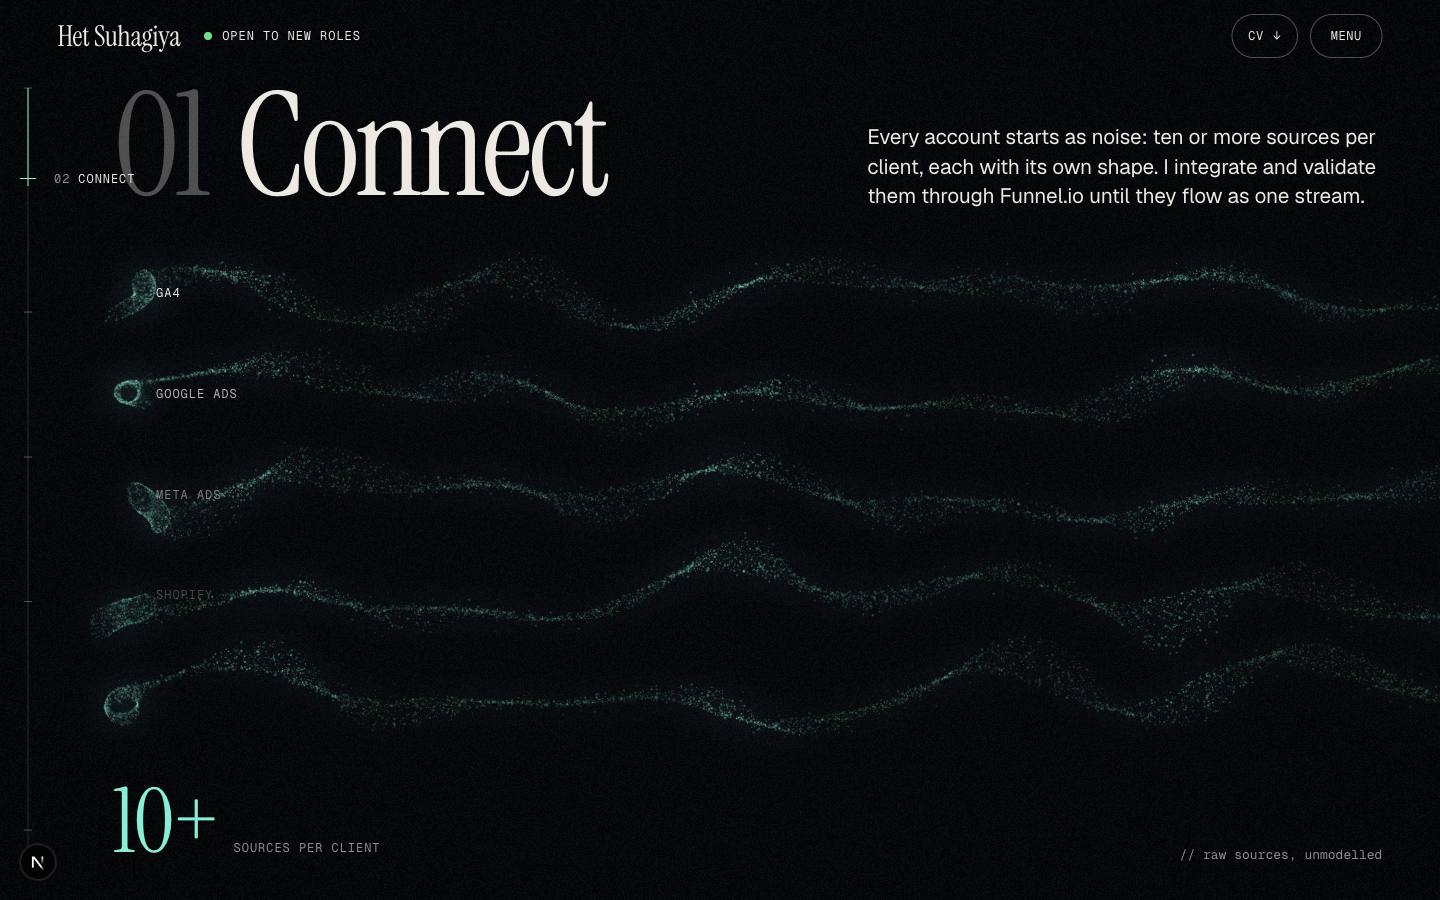 Het Suhagiya
OPEN TO NEW ROLES
CV ↓
MENU
01 Connect
02 CONNECT
Every account starts as noise: ten or more sources per
client, each with its own shape. I integrate and validate
them through Funnel.io until they flow as one stream.
GA4
GOOGLE ADS
META ADS
SHOPIFY
10+
SOURCES PER CLIENT
// raw sources, unmodelled
N